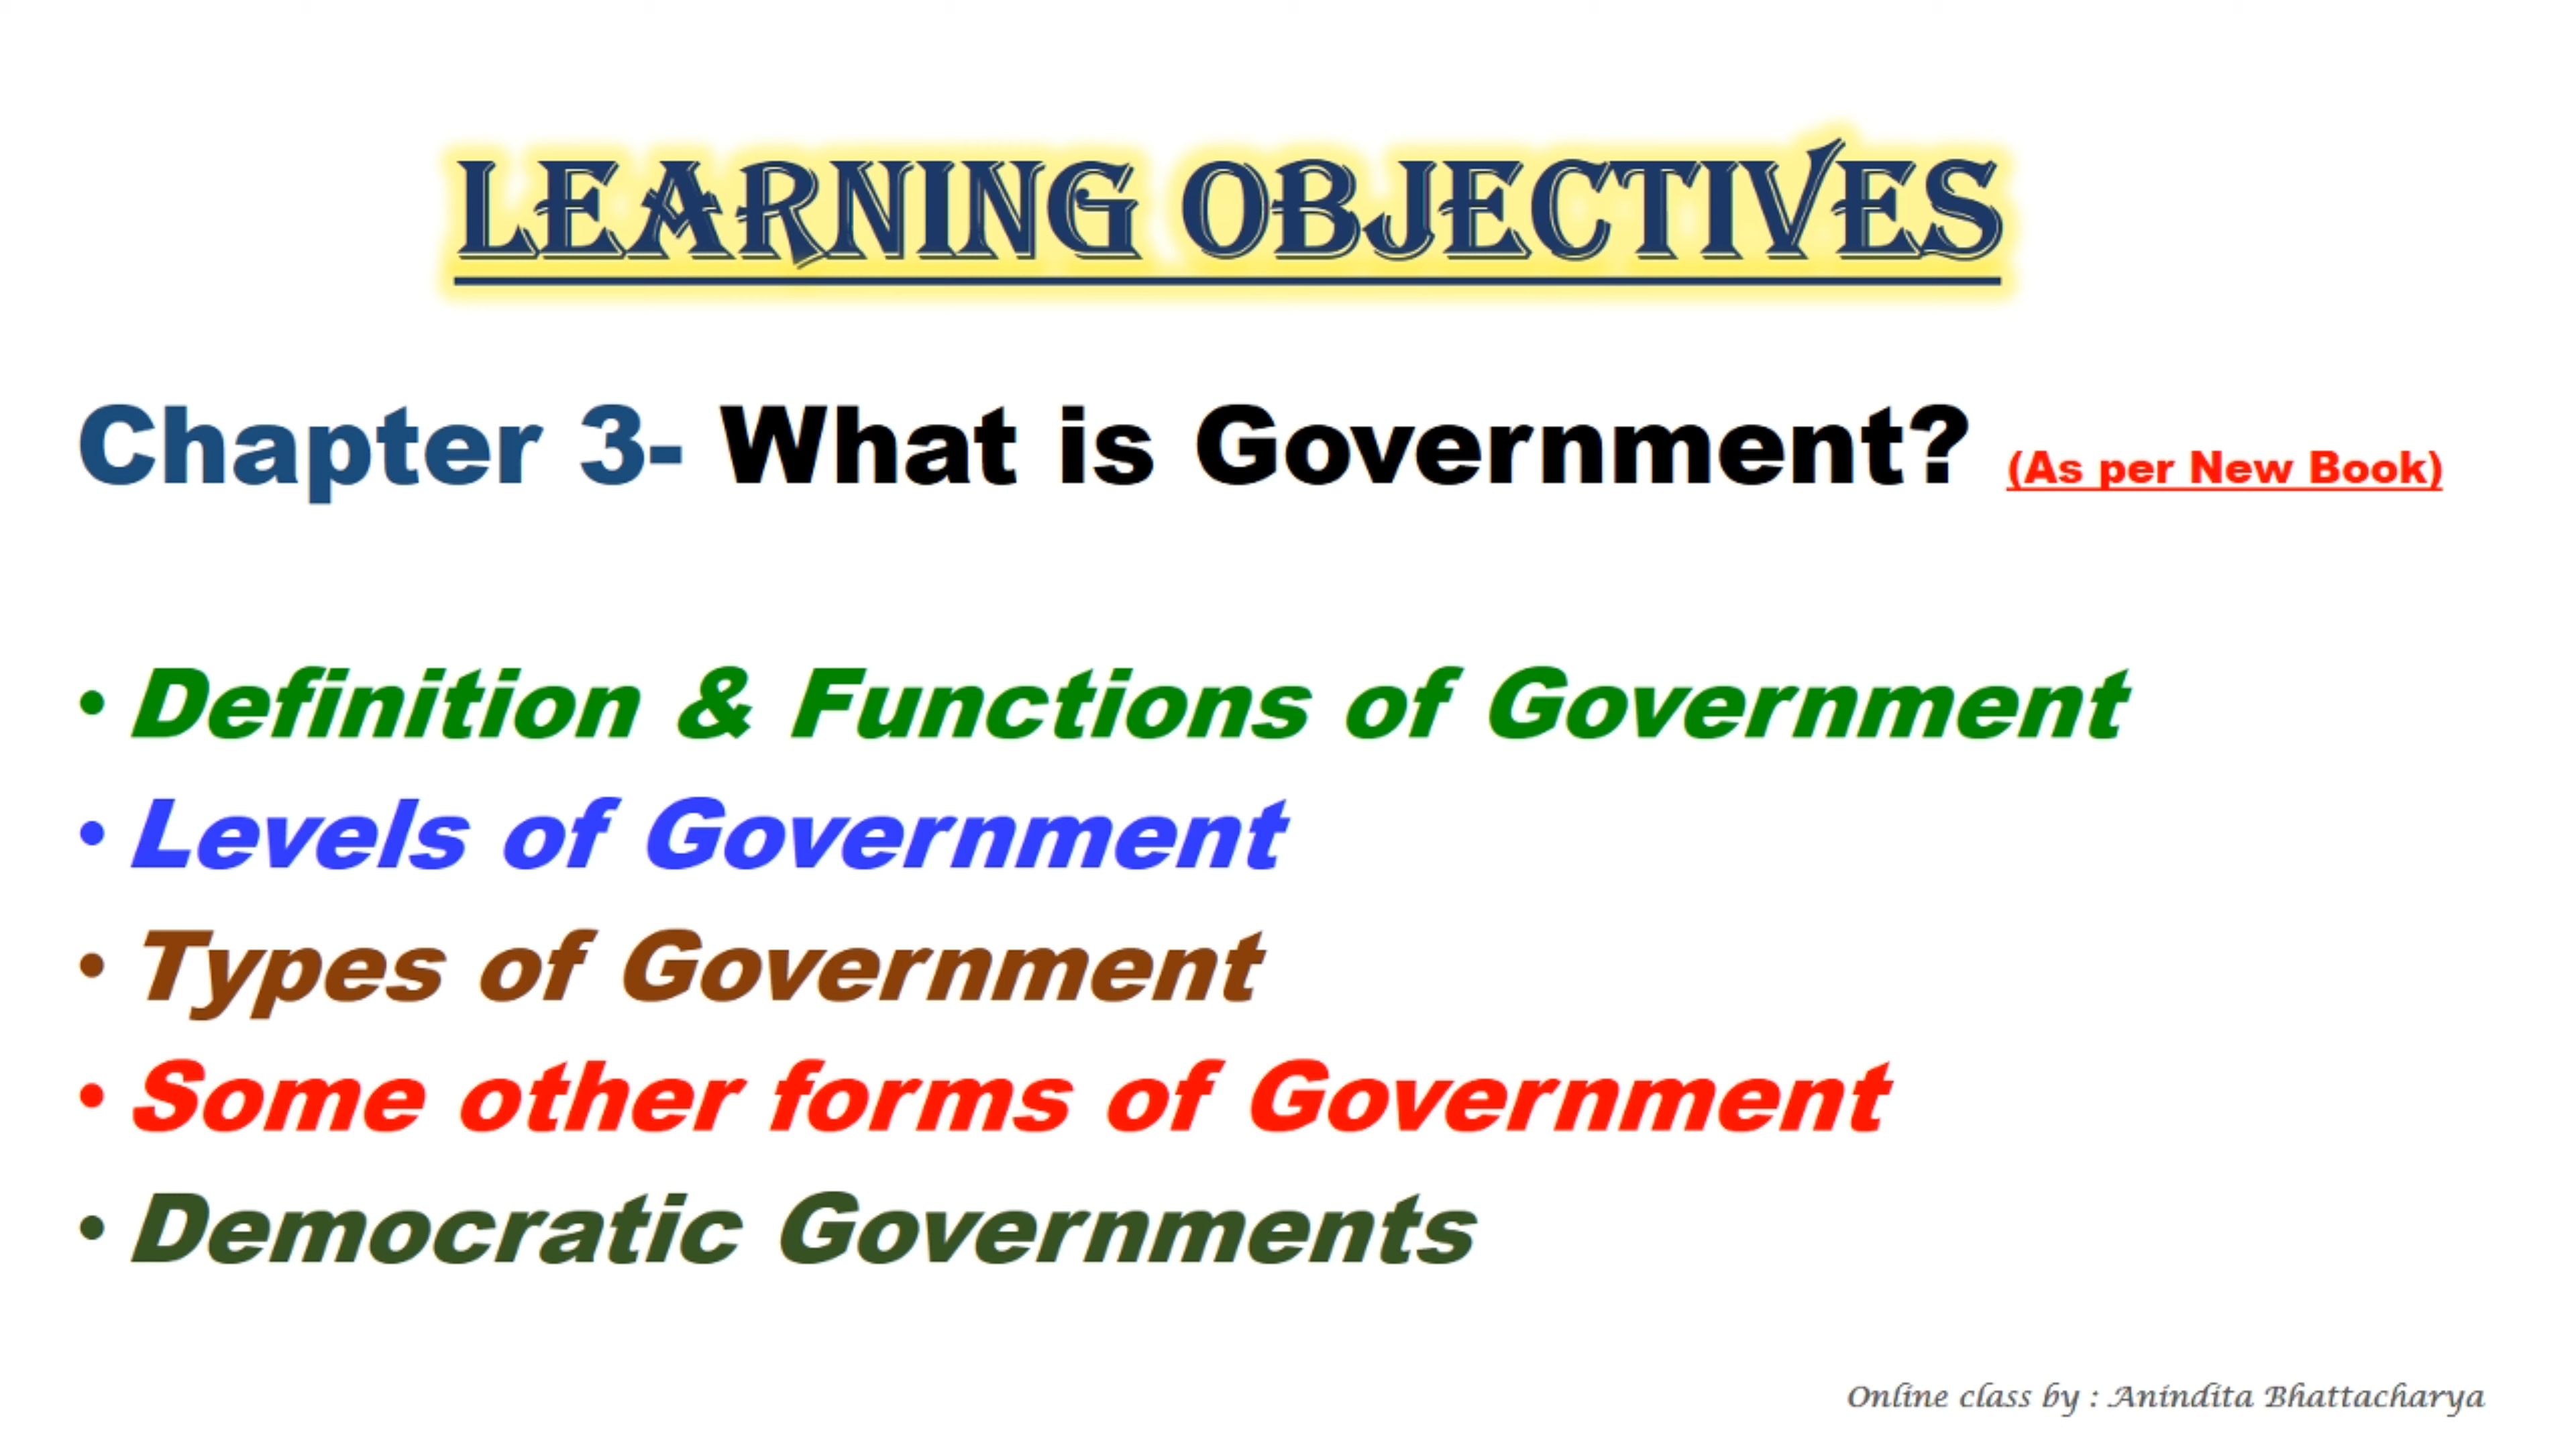 LEARNING OBJECTIVES
Chapter 3- What is Government? (As per New Book)
• Definition & Functions of Government
• Levels of Government
• Types of Government
• Some other forms of Government
• Democratic Governments
Online class by : Anindita Bhattacharya